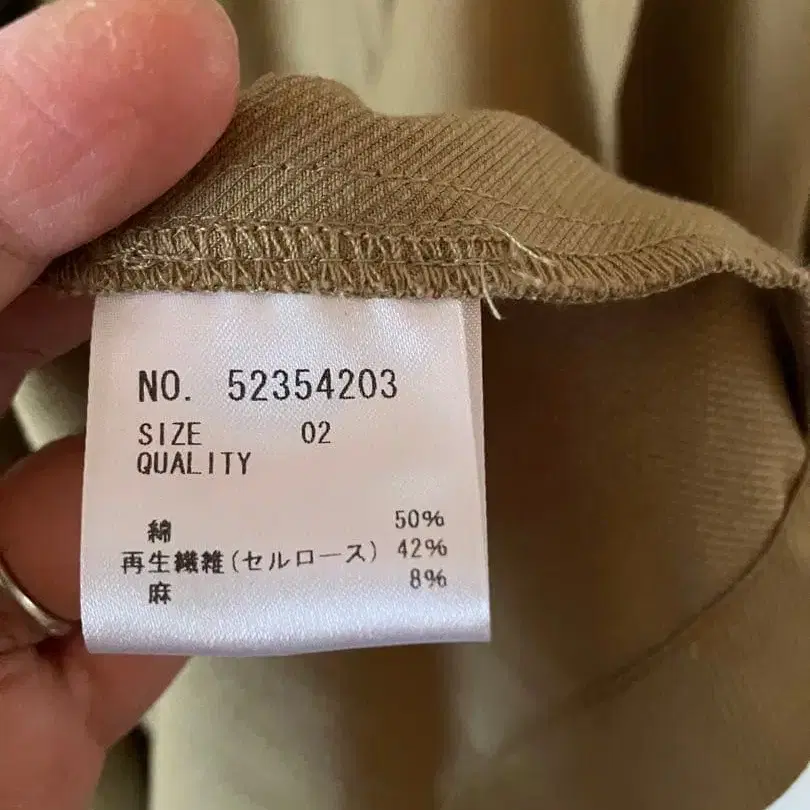 NO. 52354203
SIZE 02
QUALITY
綿 50%
再生繊維(セルロース) 42%
麻 8%